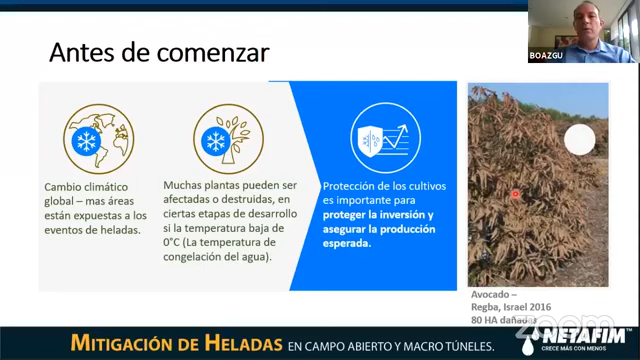 BOAZGU
Antes de comenzar
Cambio climático
global – mas áreas
están expuestas a los
eventos de heladas.
Muchas plantas pueden ser
afectadas o destruidas, en
ciertas etapas de desarrollo
si la temperatura baja de
0°C (La temperatura de
congelación del agua).
Protección de los cultivos
es importante para
proteger la inversión y
asegurar la producción
esperada.
Avocado –
Regba, Israel 2016
80 HA dañadas
zoom
MITIGACIÓN DE HELADAS EN CAMPO ABIERTO Y MACRO TÚNELES.
NETAFIM™
CRECE MÁS CON MENOS